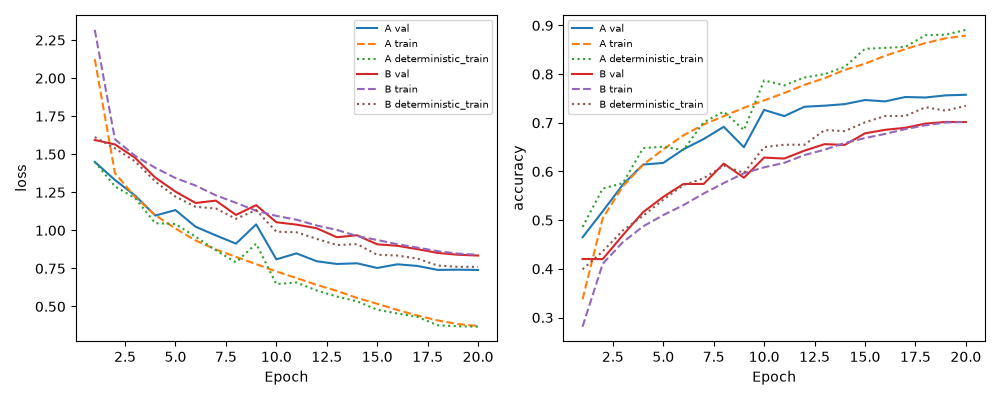 loss
2.25
2.00
1.75
1.50
1.25
1.00
0.75
0.50
2.5 5.0 7.5 10.0 12.5 15.0 17.5 20.0
Epoch
A val
A train
A deterministic_train
B val
B train
B deterministic_train
accuracy
0.9
0.8
0.7
0.6
0.5
0.4
0.3
2.5 5.0 7.5 10.0 12.5 15.0 17.5 20.0
Epoch
A val
A train
A deterministic_train
B val
B train
B deterministic_train